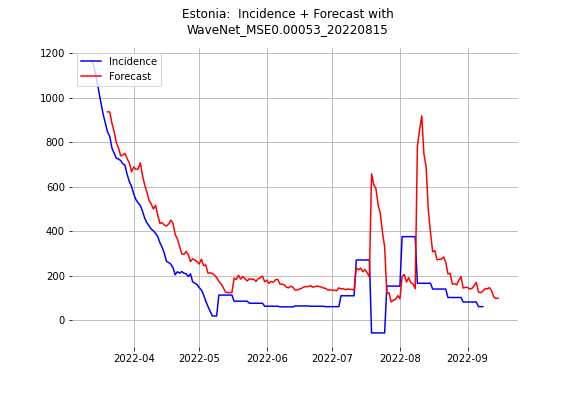 Estonia: Incidence + Forecast with
WaveNet_MSE0.00053_20220815
Incidence
Forecast
1200
1000
800
600
400
200
0
2022-04 2022-05 2022-06 2022-07 2022-08 2022-09